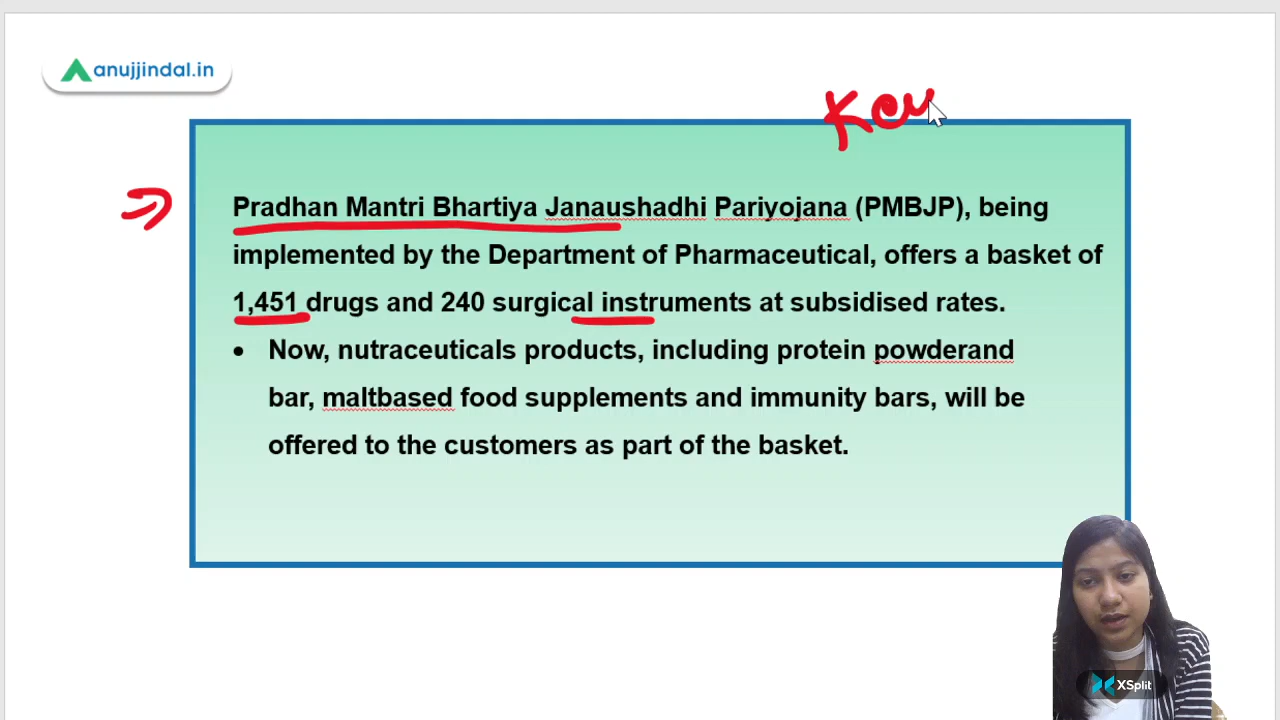 anujjindal.in
Pradhan Mantri Bhartiya Janaushadhi Pariyojana (PMBJP), being
implemented by the Department of Pharmaceutical, offers a basket of
1,451 drugs and 240 surgical instruments at subsidised rates.
• Now, nutraceuticals products, including protein powderand
bar, maltbased food supplements and immunity bars, will be
offered to the customers as part of the basket.
XSplit